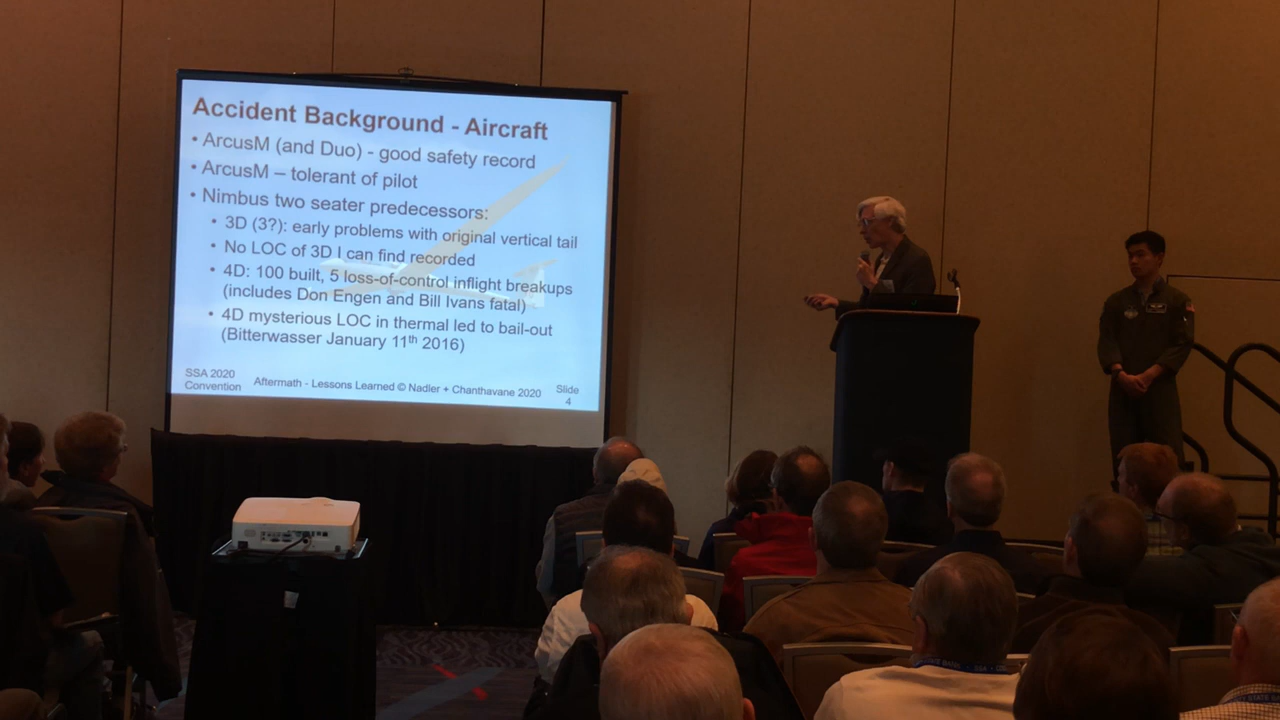 Accident Background - Aircraft
• ArcusM (and Duo) - good safety record
• ArcusM – tolerant of pilot
• Nimbus two seater predecessors:
• 3D (3?): early problems with original vertical tail
• No LOC of 3D I can find recorded
• 4D: 100 built, 5 loss-of-control inflight breakups
(includes Don Engen and Bill Ivans fatal)
• 4D mysterious LOC in thermal led to bail-out
(Bitterwasser January 11th 2016)
SSA 2020
Convention
Aftermath - Lessons Learned © Nadler + Chanthavane 2020
Slide
4